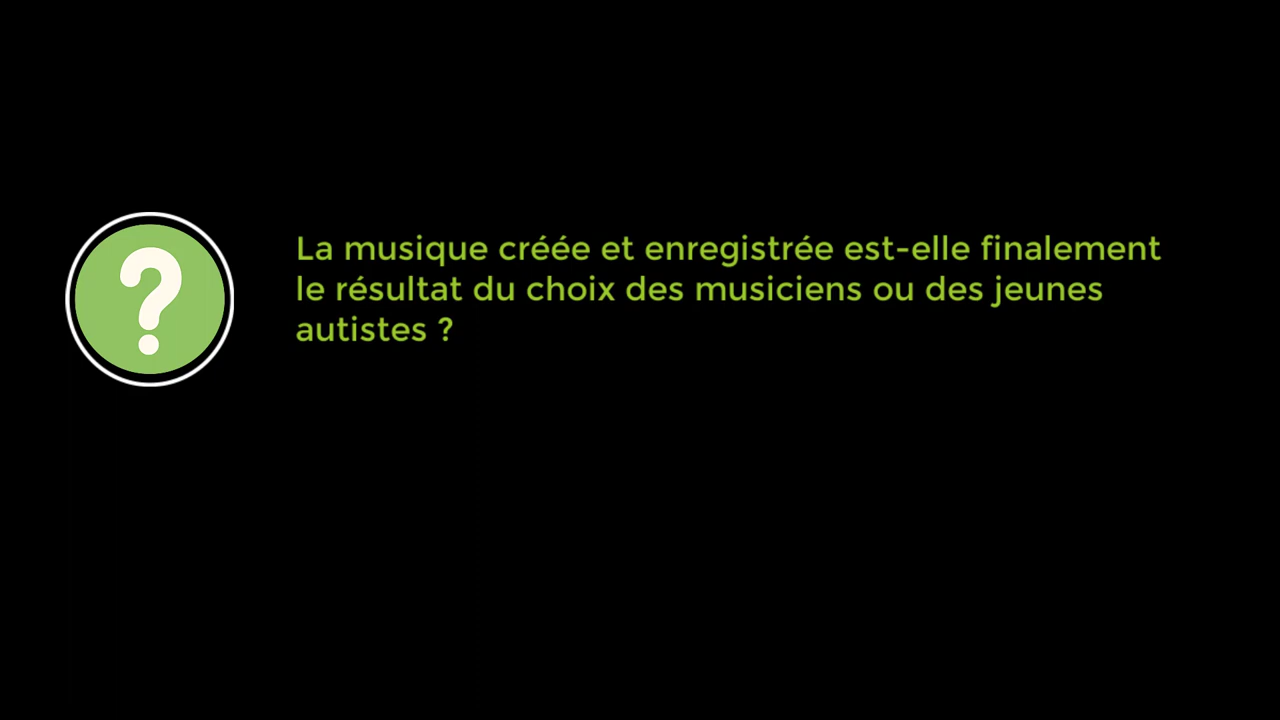 La musique créée et enregistrée est-elle finalement
le résultat du choix des musiciens ou des jeunes
autistes ?